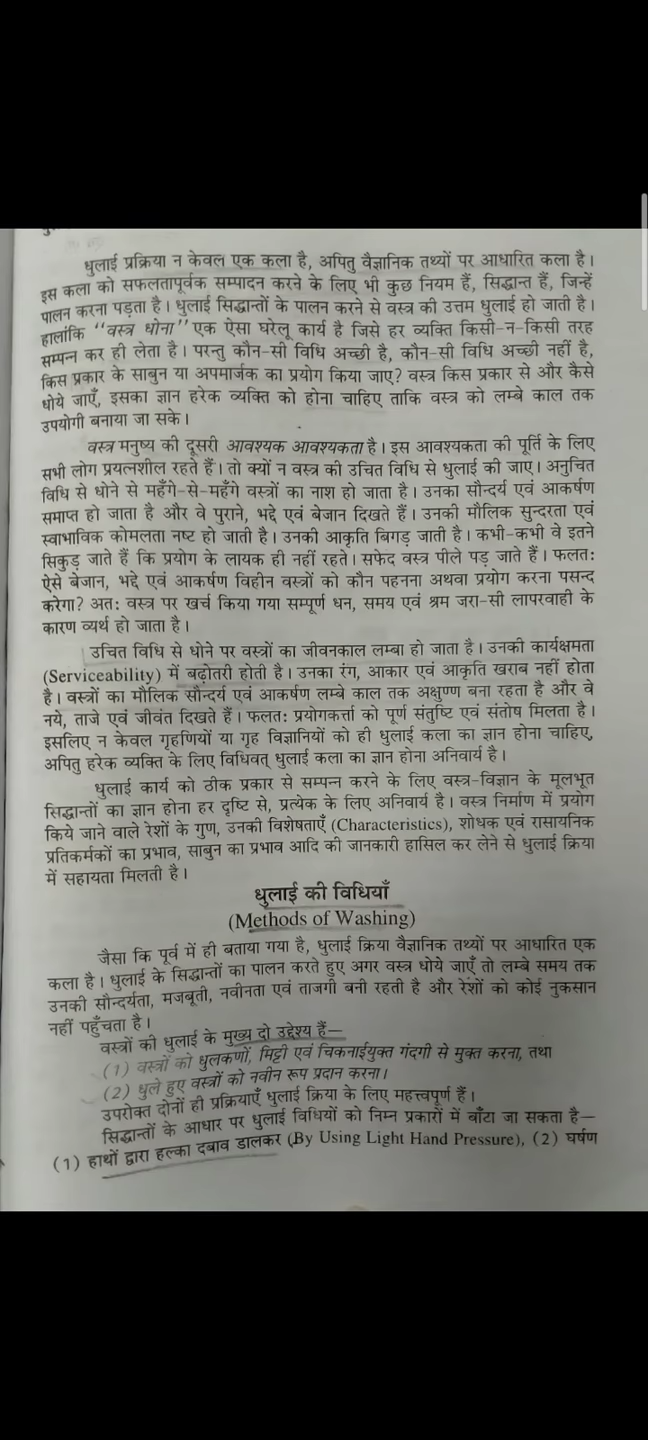 धुलाई प्रक्रिया न केवल एक कला है, अपितु वैज्ञानिक तथ्यों पर आधारित कला है।
इस कला को सफलतापूर्वक सम्पादन करने के लिए भी कुछ नियम हैं, सिद्धान्त हैं, जिन्हें
पालन करना पड़ता है। धुलाई सिद्धान्तों के पालन करने से वस्त्र की उत्तम धुलाई हो जाती है।
हालांकि ‘‘वस्त्र धोना’’ एक ऐसा घरेलू कार्य है जिसे हर व्यक्ति किसी-न-किसी तरह
सम्पन्न कर ही लेता है। परन्तु कौन-सी विधि अच्छी है, कौन-सी विधि अच्छी नहीं है,
किस प्रकार के साबुन या अपमार्जक का प्रयोग किया जाए? वस्त्र किस प्रकार से और कैसे
धोये जाएँ, इसका ज्ञान हरेक व्यक्ति को होना चाहिए ताकि वस्त्र को लम्बे काल तक
उपयोगी बनाया जा सके।
वस्त्र मनुष्य की दूसरी आवश्यक आवश्यकता है। इस आवश्यकता की पूर्ति के लिए
सभी लोग प्रयत्नशील रहते हैं। तो क्यों न वस्त्र की उचित विधि से धुलाई की जाए। अनुचित
विधि से धोने से महँगे-से-महँगे वस्त्रों का नाश हो जाता है। उनका सौन्दर्य एवं आकर्षण
समाप्त हो जाता है और वे पुराने, भद्दे एवं बेजान दिखते हैं। उनकी मौलिक सुन्दरता एवं
स्वाभाविक कोमलता नष्ट हो जाती है। उनकी आकृति बिगड़ जाती है। कभी-कभी वे इतने
सिकुड़ जाते हैं कि प्रयोग के लायक ही नहीं रहते। सफेद वस्त्र पीले पड़ जाते हैं। फलतः
ऐसे बेजान, भद्दे एवं आकर्षण विहीन वस्त्रों को कौन पहनना अथवा प्रयोग करना पसन्द
करेगा? अतः वस्त्र पर खर्च किया गया सम्पूर्ण धन, समय एवं श्रम जरा-सी लापरवाही के
कारण व्यर्थ हो जाता है।
उचित विधि से धोने पर वस्त्रों का जीवनकाल लम्बा हो जाता है। उनकी कार्यक्षमता
(Serviceability) में बढ़ोतरी होती है। उनका रंग, आकार एवं आकृति खराब नहीं होता
है। वस्त्रों का मौलिक सौन्दर्य एवं आकर्षण लम्बे काल तक अक्षुण्ण बना रहता है और वे
नये, ताजे एवं जीवंत दिखते हैं। फलतः प्रयोगकर्त्ता को पूर्ण संतुष्टि एवं संतोष मिलता है।
इसलिए न केवल गृहणियों या गृह विज्ञानियों को ही धुलाई कला का ज्ञान होना चाहिए,
अपितु हरेक व्यक्ति के लिए विधिवत् धुलाई कला का ज्ञान होना अनिवार्य है।
धुलाई कार्य को ठीक प्रकार से सम्पन्न करने के लिए वस्त्र-विज्ञान के मूलभूत
सिद्धान्तों का ज्ञान होना हर दृष्टि से, प्रत्येक के लिए अनिवार्य है। वस्त्र निर्माण में प्रयोग
किये जाने वाले रेशों के गुण, उनकी विशेषताएँ (Characteristics), शोधक एवं रासायनिक
प्रतिकर्मकों का प्रभाव, साबुन का प्रभाव आदि की जानकारी हासिल कर लेने से धुलाई क्रिया
में सहायता मिलती है।
धुलाई की विधियाँ
(Methods of Washing)
जैसा कि पूर्व में ही बताया गया है, धुलाई क्रिया वैज्ञानिक तथ्यों पर आधारित एक
कला है। धुलाई के सिद्धान्तों का पालन करते हुए अगर वस्त्र धोये जाएँ तो लम्बे समय तक
उनकी सौन्दर्यता, मजबूती, नवीनता एवं ताजगी बनी रहती है और रेशों को कोई नुकसान
नहीं पहुँचता है।
वस्त्रों की धुलाई के मुख्य दो उद्देश्य हैं—
(1) वस्त्रों को धुलकणों, मिट्टी एवं चिकनाईयुक्त गंदगी से मुक्त करना, तथा
(2) धुले हुए वस्त्रों को नवीन रूप प्रदान करना।
उपरोक्त दोनों ही प्रक्रियाएँ धुलाई क्रिया के लिए महत्त्वपूर्ण हैं।
सिद्धान्तों के आधार पर धुलाई विधियों को निम्न प्रकारों में बाँटा जा सकता है—
(1) हाथों द्वारा हल्का दबाव डालकर (By Using Light Hand Pressure), (2) घर्षण